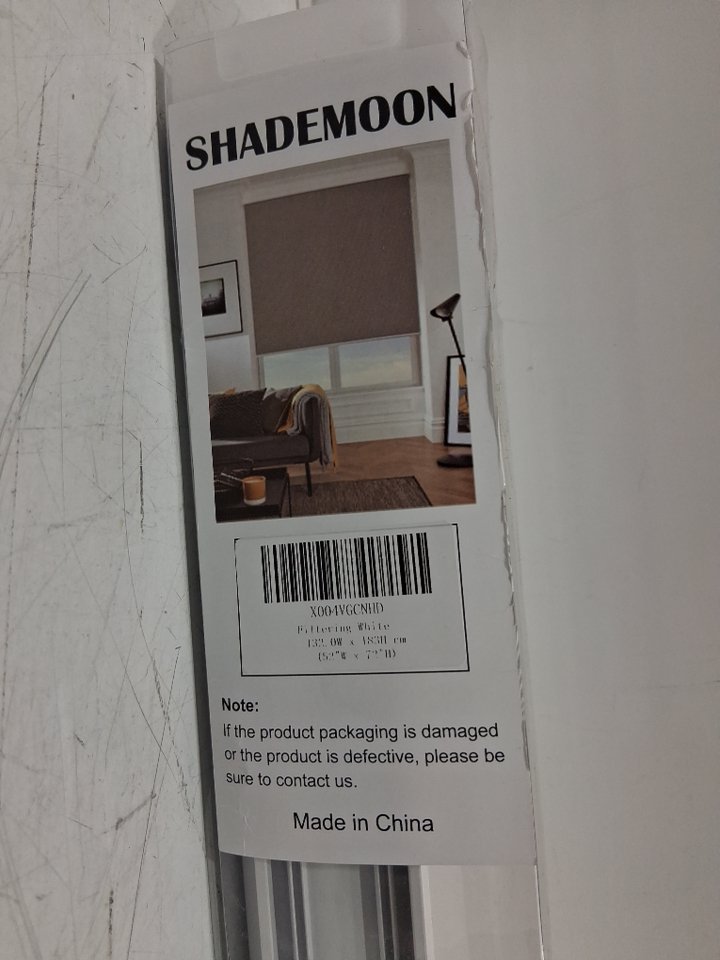 SHADEMOON
X004VGCNHD
Filtering White
132.0W x 183H cm
(52"W x 72"H)
Note:
If the product packaging is damaged
or the product is defective, please be
sure to contact us.
Made in China